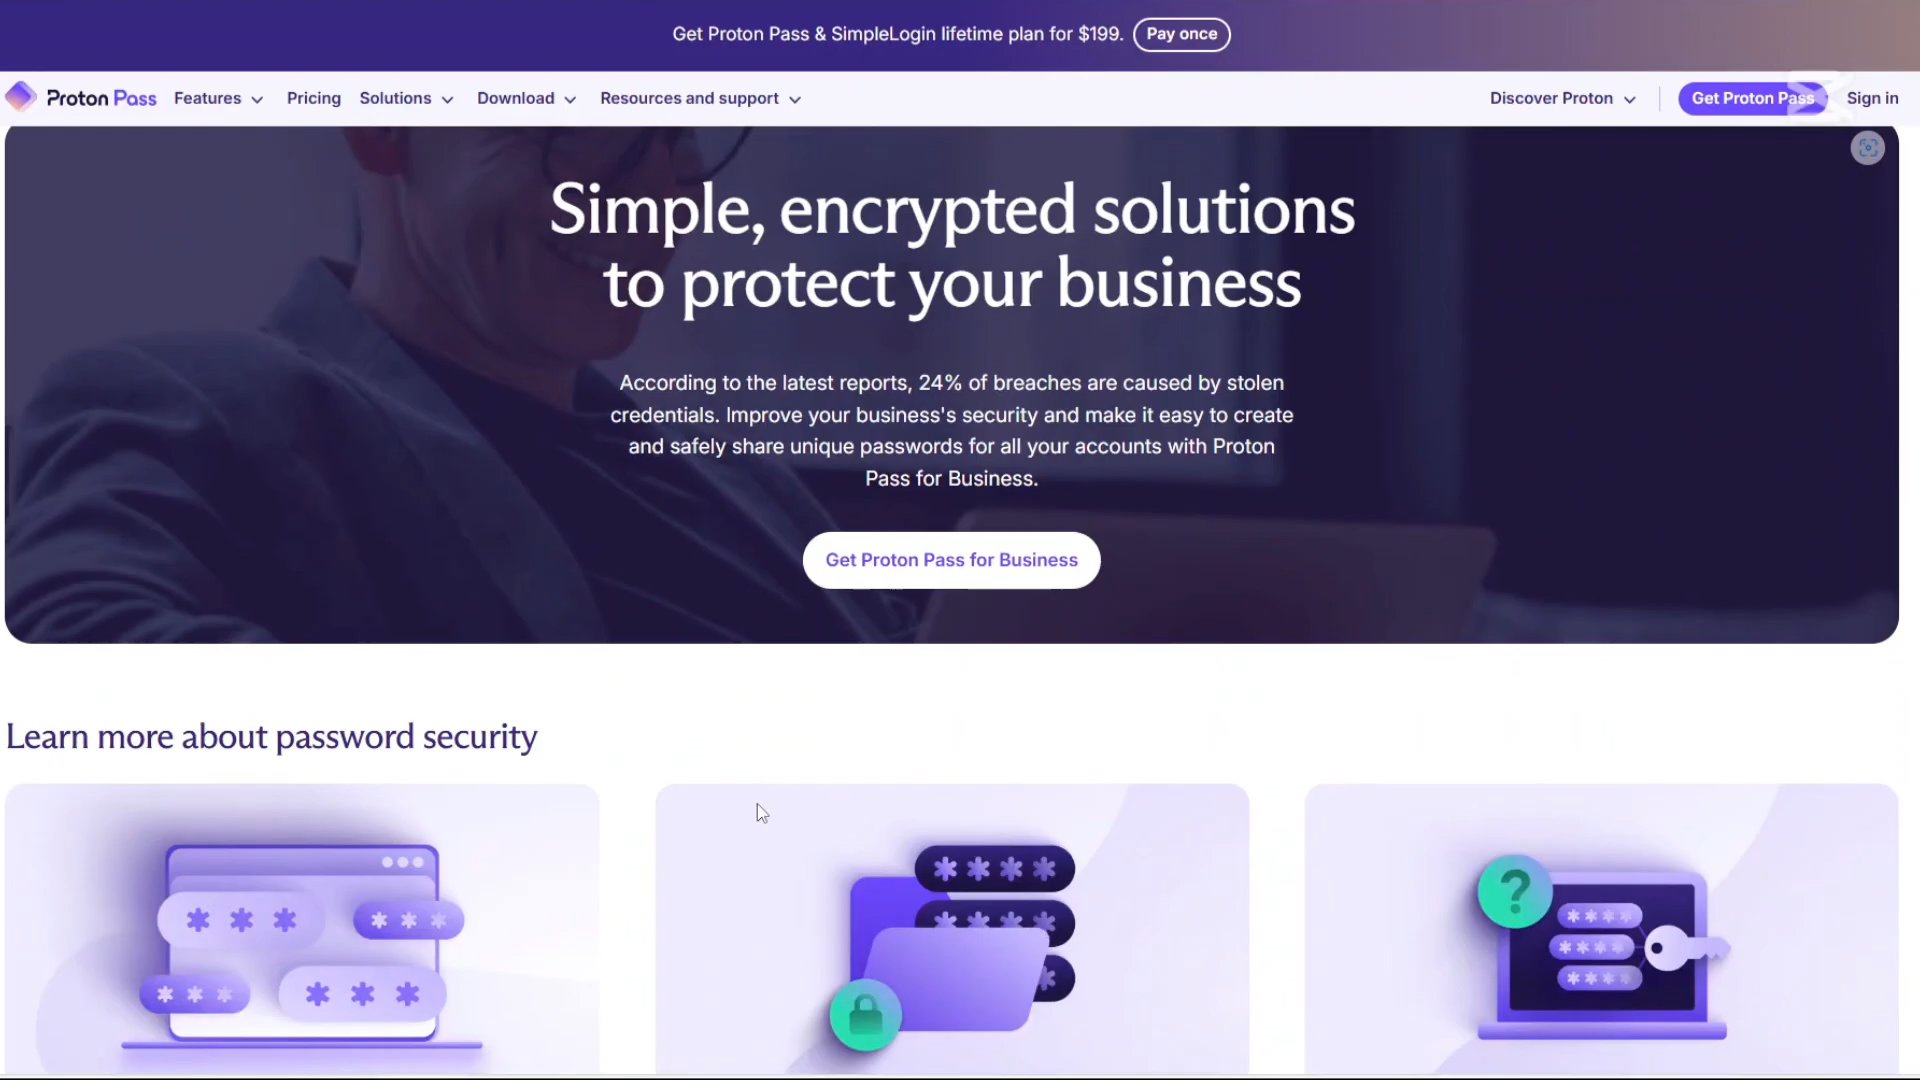 Get Proton Pass & SimpleLogin lifetime plan for $199. Pay once
Proton Pass Features Pricing Solutions Download Resources and support Discover Proton Get Proton Pass Sign in
Simple, encrypted solutions
to protect your business
According to the latest reports, 24% of breaches are caused by stolen
credentials. Improve your business's security and make it easy to create
and safely share unique passwords for all your accounts with Proton
Pass for Business.
Get Proton Pass for Business
Learn more about password security